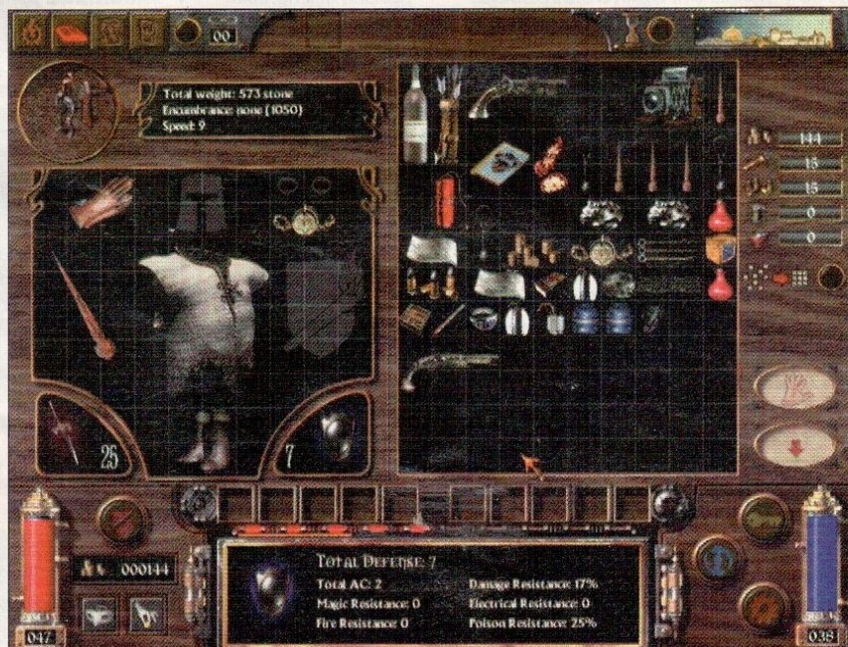 00
Total weight: 573 stone
Encumbrance: none (1050)
Speed: 9
144
15
15
0
0
25
7
000144
TOTAL DEFENSE: 7
Total AC: 2
Damage Resistance: 17%
Magic Resistance: 0
Electrical Resistance: 0
Fire Resistance: 0
Poison Resistance: 25%
047
038